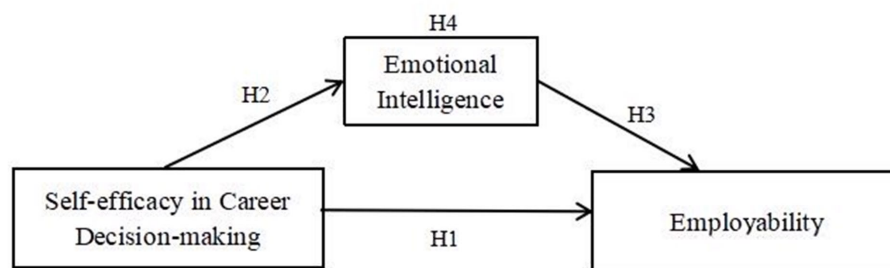 H4
Emotional
Intelligence
H2
H3
Self-efficacy in Career
Decision-making
H1
Employability